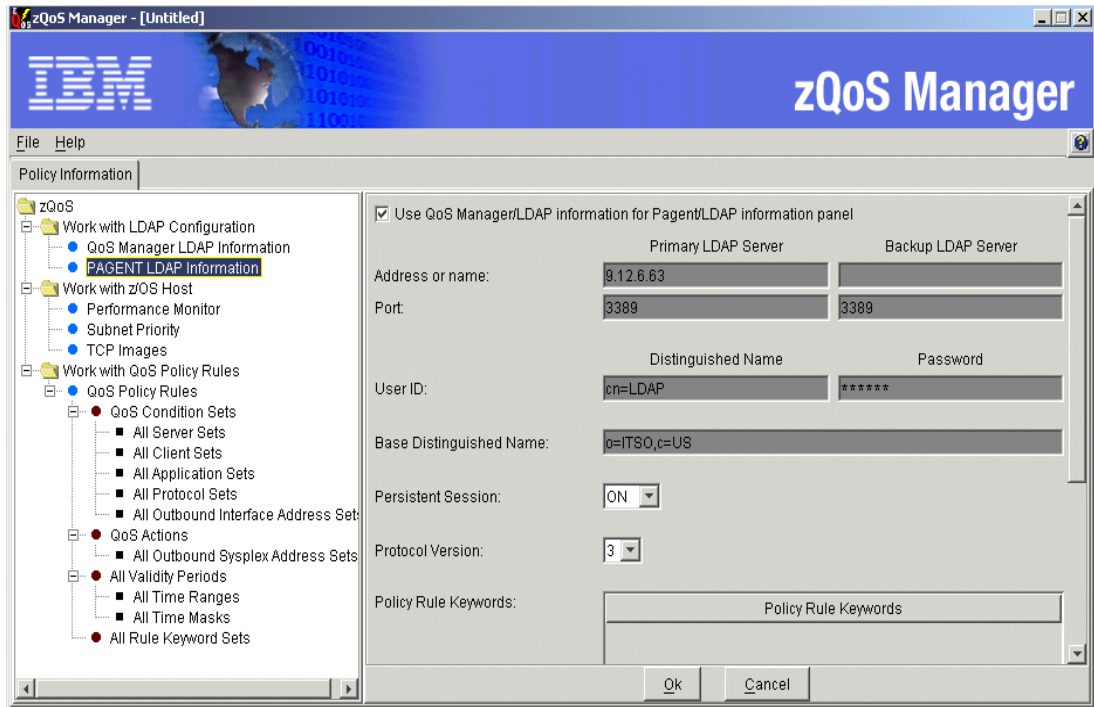 zQoS Manager - [Untitled]
IBM
zQoS Manager
File Help
Policy Information
zQoS
Work with LDAP Configuration
QoS Manager LDAP Information
PAGENT LDAP Information
Work with z/OS Host
Performance Monitor
Subnet Priority
TCP Images
Work with QoS Policy Rules
QoS Policy Rules
QoS Condition Sets
All Server Sets
All Client Sets
All Application Sets
All Protocol Sets
All Outbound Interface Address Set
QoS Actions
All Outbound Sysplex Address Sets
All Validity Periods
All Time Ranges
All Time Masks
All Rule Keyword Sets
Use QoS Manager/LDAP information for Pagent/LDAP information panel
Primary LDAP Server Backup LDAP Server
Address or name: 9.12.6.63
Port: 3389 3389
Distinguished Name Password
User ID: cn=LDAP ******
Base Distinguished Name: o=ITSO,c=US
Persistent Session: ON
Protocol Version: 3
Policy Rule Keywords: Policy Rule Keywords
Ok Cancel